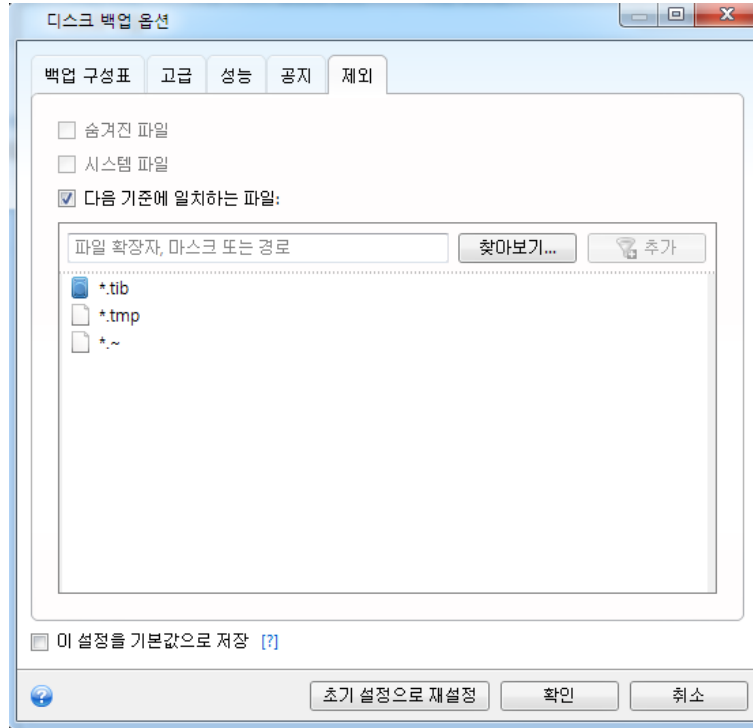 디스크 백업 옵션
백업 구성표 고급 성능 공지 제외
숨겨진 파일
시스템 파일
다음 기준에 일치하는 파일:
파일 확장자, 마스크 또는 경로 찾아보기... 추가
*.tib
*.tmp
*.~
이 설정을 기본값으로 저장 [?]
초기 설정으로 재설정 확인 취소